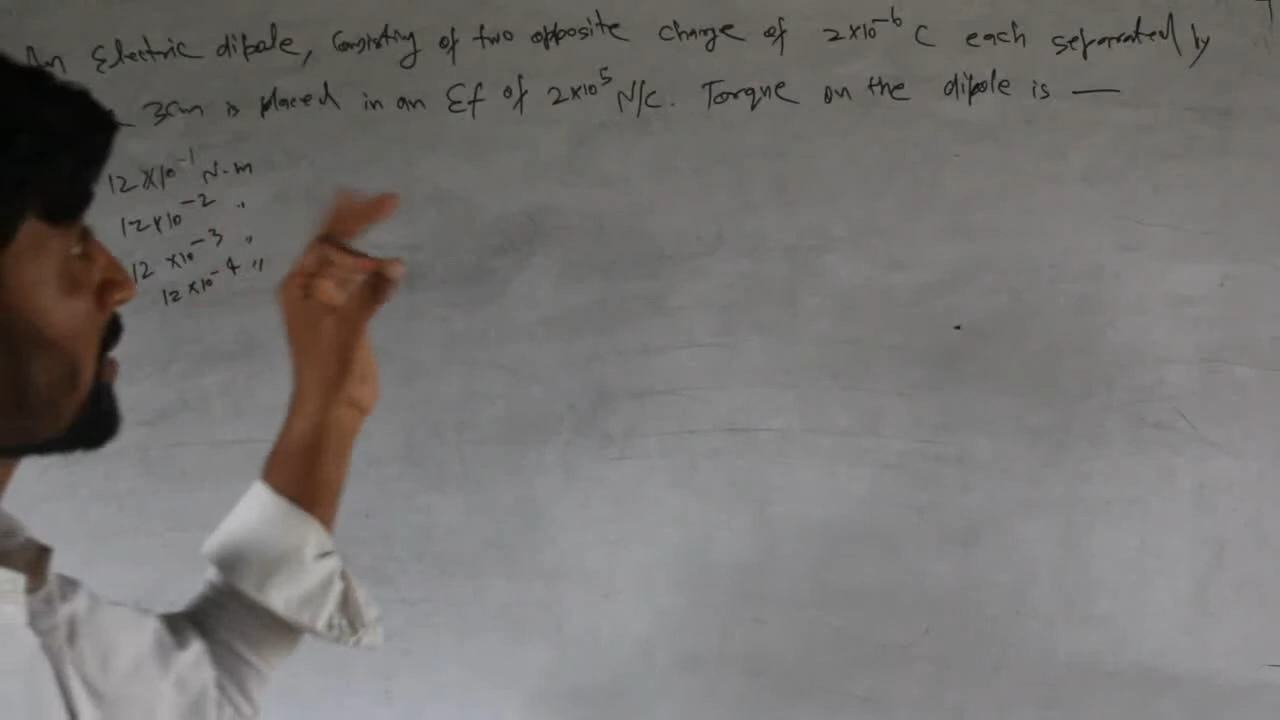 An Electric dipole, Consisting of two opposite charge of 2×10⁻⁶ C each separated by
3cm is placed in an Ef of 2×10⁵ N/C. Torque on the dipole is —
12×10⁻¹ N-m
12×10⁻² "
12×10⁻³ "
12×10⁻⁴ "